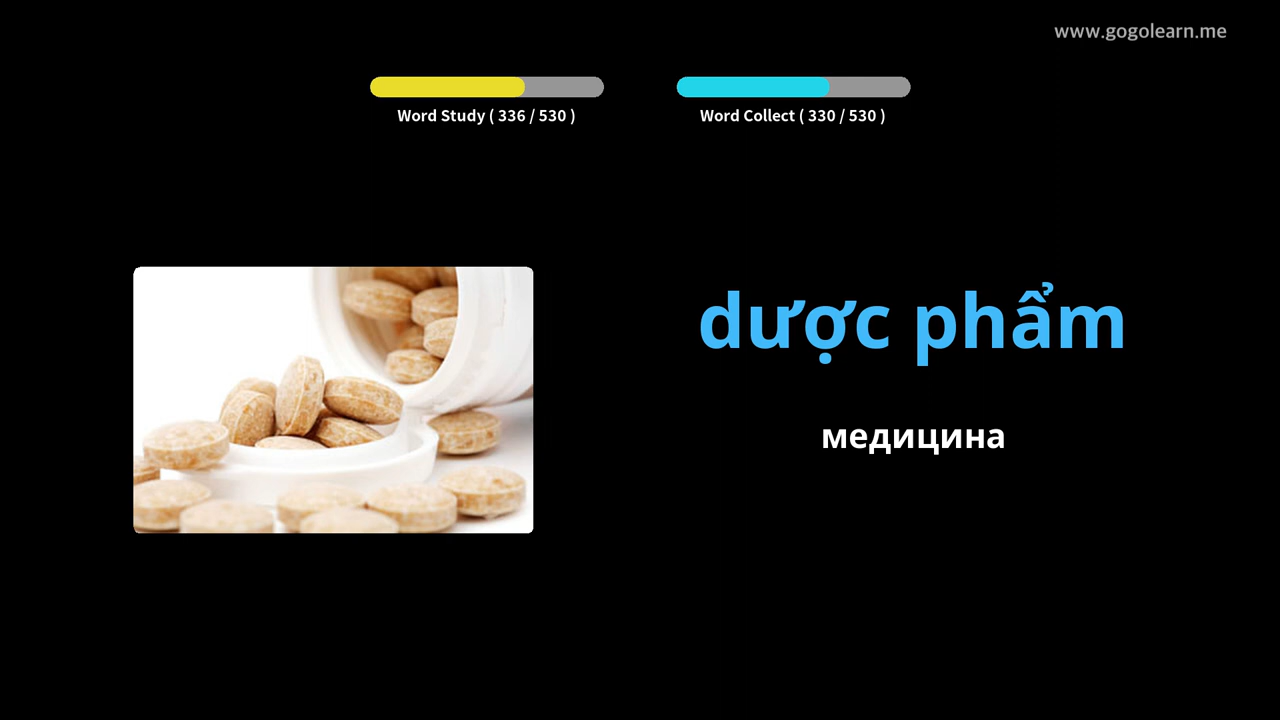 www.gogolearn.me
Word Study ( 336 / 530 )
Word Collect ( 330 / 530 )
dược phẩm
медицина